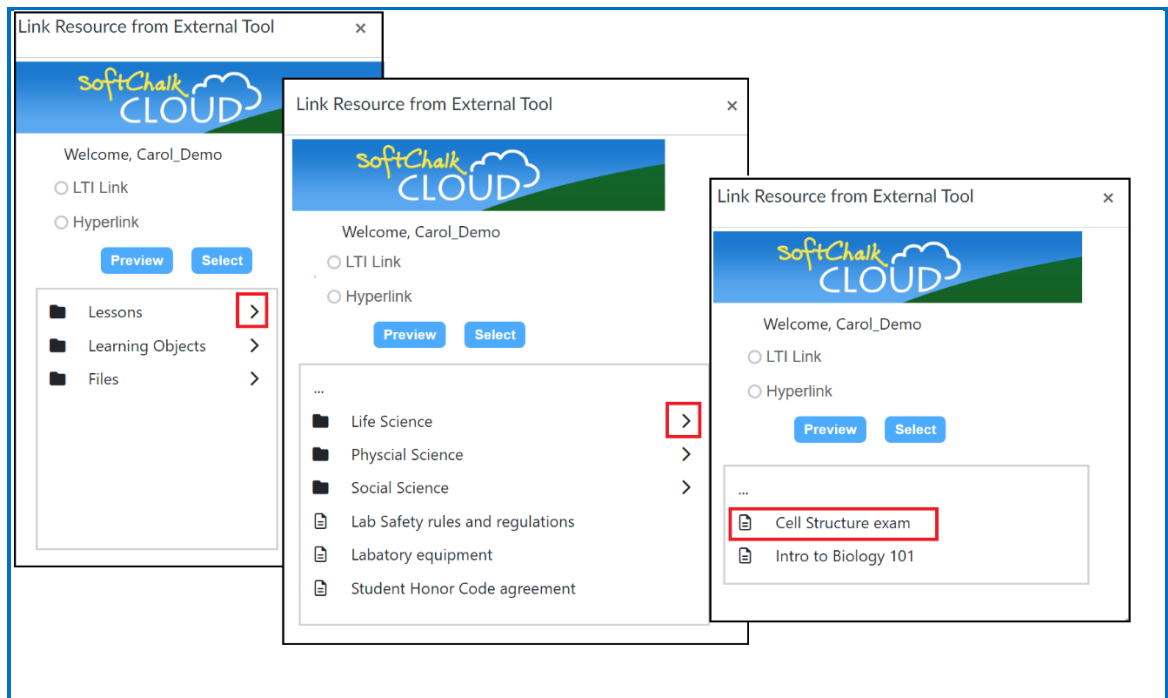 Link Resource from External Tool ×
softChalk
CLOUD
Welcome, Carol_Demo
LTI Link
Hyperlink
Preview Select
Lessons
Learning Objects
Files
Link Resource from External Tool ×
softChalk
CLOUD
Welcome, Carol_Demo
LTI Link
Hyperlink
Preview Select
...
Life Science
Physcial Science
Social Science
Lab Safety rules and regulations
Labatory equipment
Student Honor Code agreement
Link Resource from External Tool ×
softChalk
CLOUD
Welcome, Carol_Demo
LTI Link
Hyperlink
Preview Select
...
Cell Structure exam
Intro to Biology 101